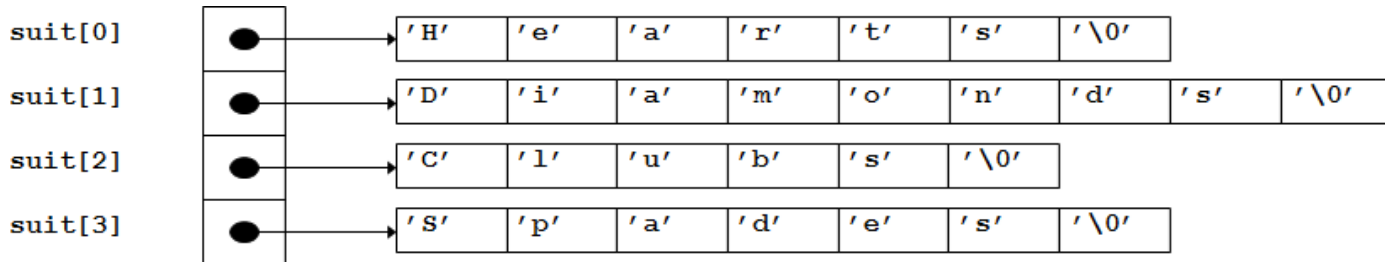 suit[0] 'H' 'e' 'a' 'r' 't' 's' '\0'
suit[1] 'D' 'i' 'a' 'm' 'o' 'n' 'd' 's' '\0'
suit[2] 'C' 'l' 'u' 'b' 's' '\0'
suit[3] 'S' 'p' 'a' 'd' 'e' 's' '\0'